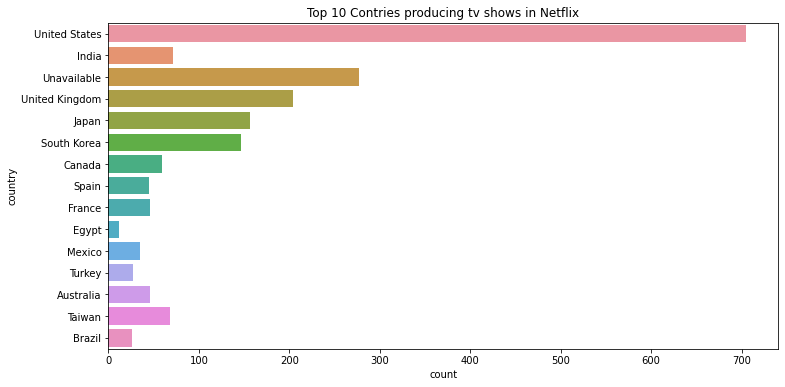 Top 10 Contries producing tv shows in Netflix
United States
India
Unavailable
United Kingdom
Japan
South Korea
Canada
Spain
France
Egypt
Mexico
Turkey
Australia
Taiwan
Brazil
country
0 100 200 300 400 500 600 700
count